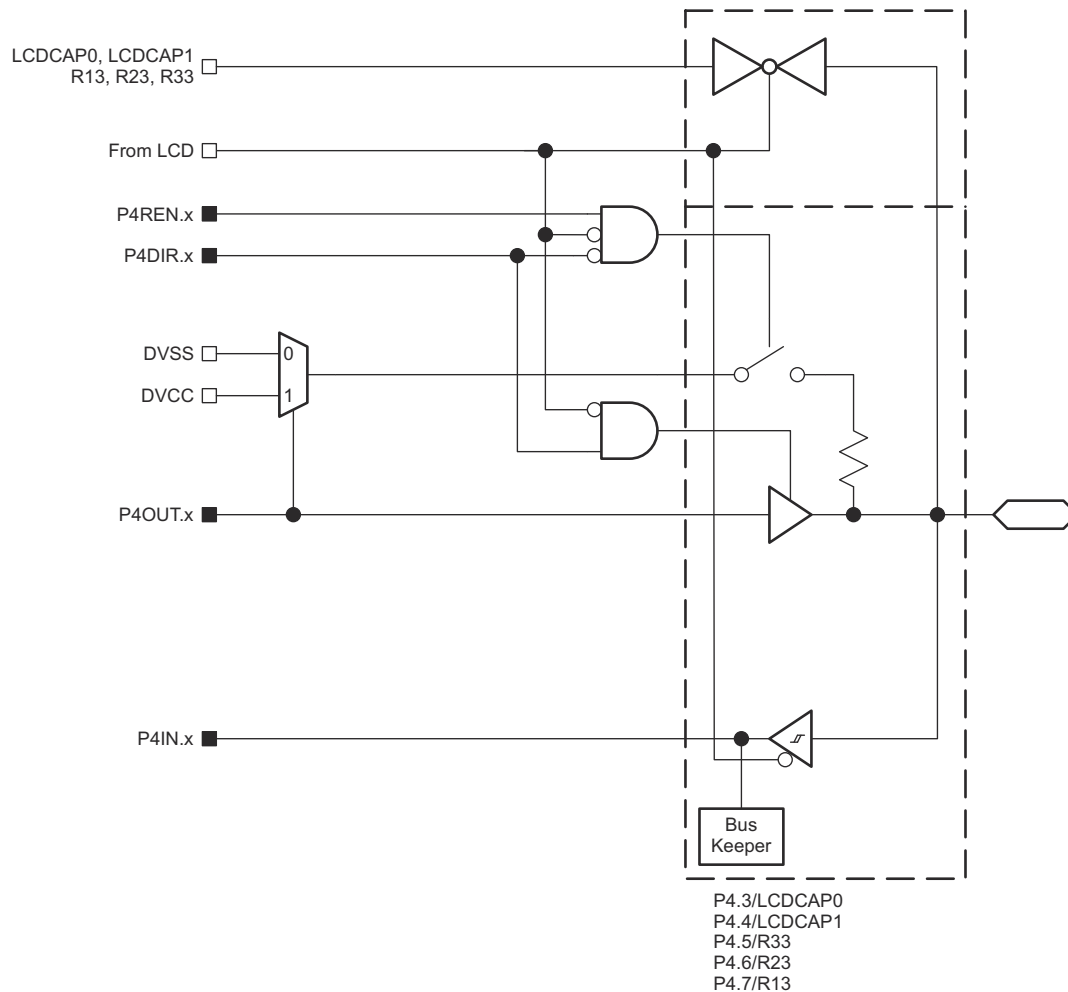 LCDCAP0, LCDCAP1
R13, R23, R33
From LCD
P4REN.x
P4DIR.x
DVSS
0
DVCC
1
P4OUT.x
P4IN.x
Bus
Keeper
P4.3/LCDCAP0
P4.4/LCDCAP1
P4.5/R33
P4.6/R23
P4.7/R13